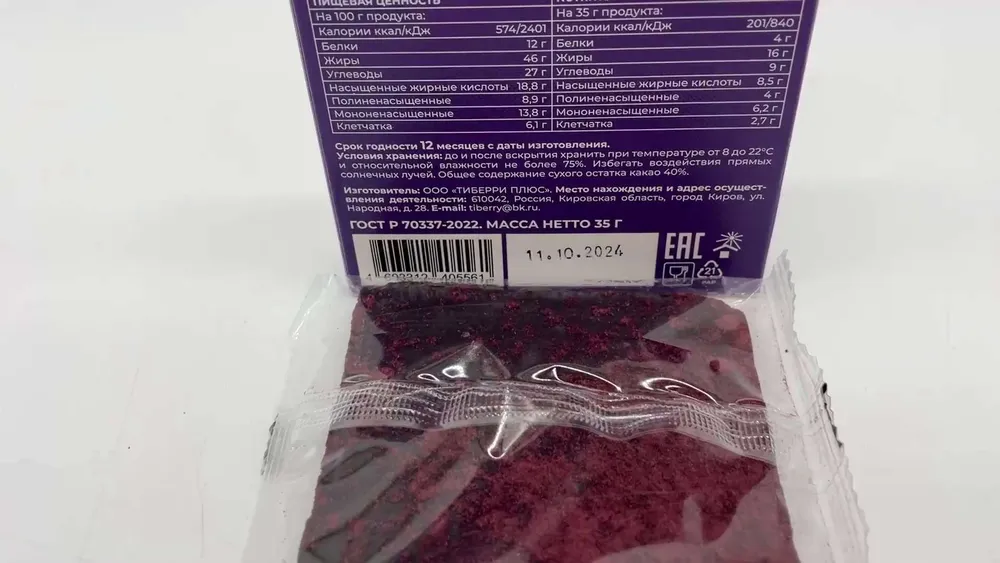 ПИЩЕВАЯ ЦЕННОСТЬ
На 100 г продукта:
Калории ккал/кДж 574/2401
Белки 12 г
Жиры 46 г
Углеводы 27 г
Насыщенные жирные кислоты 18,8 г
Полиненасыщенные 8,9 г
Мононенасыщенные 13,8 г
Клетчатка 6,1 г
На 35 г продукта:
Калории ккал/кДж 201/840
Белки 4 г
Жиры 16 г
Углеводы 9 г
Насыщенные жирные кислоты 8,5 г
Полиненасыщенные 4 г
Мононенасыщенные 6,2 г
Клетчатка 2,7 г
Срок годности 12 месяцев с даты изготовления.
Условия хранения: до и после вскрытия хранить при температуре от 8 до 22°С
и относительной влажности не более 75%. Избегать воздействия прямых
солнечных лучей. Общее содержание сухого остатка какао 40%.
Изготовитель: ООО «ТИБЕРРИ ПЛЮС». Место нахождения и адрес осущест-
вления деятельности: 610042, Россия, Кировская область, город Киров, ул.
Народная, д. 28. E-mail: tiberry@bk.ru.
ГОСТ Р 70337-2022. МАССА НЕТТО 35 Г
11.10.2024
EAC
21